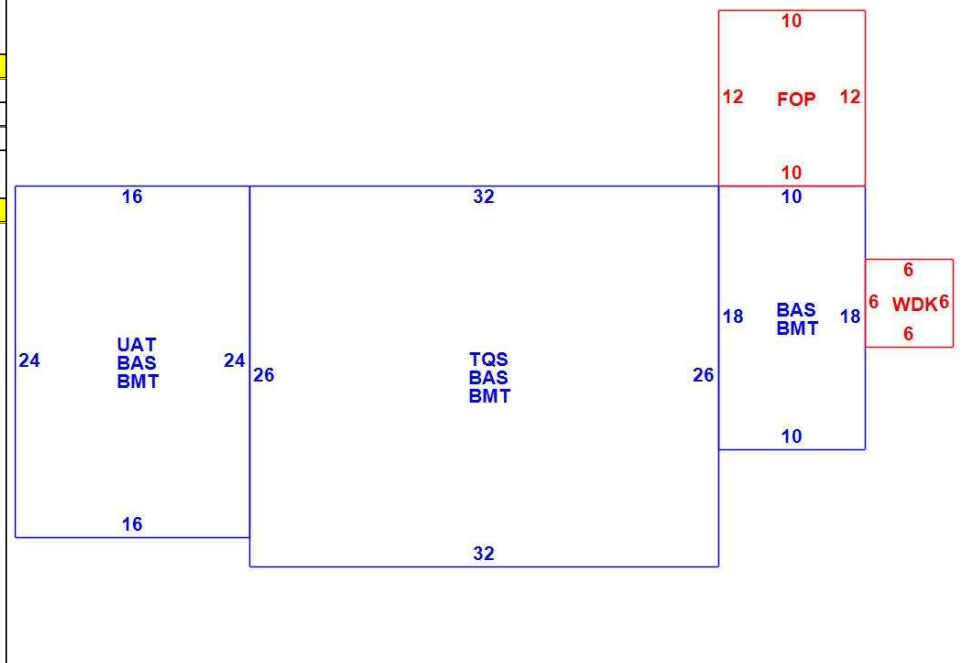 10
12 FOP 12
10
16
32
10
6
6 WDK 6
6
18 BAS 18
BMT
UAT
24 BAS 24
BMT
TQS
26 BAS 26
BMT
10
16
32